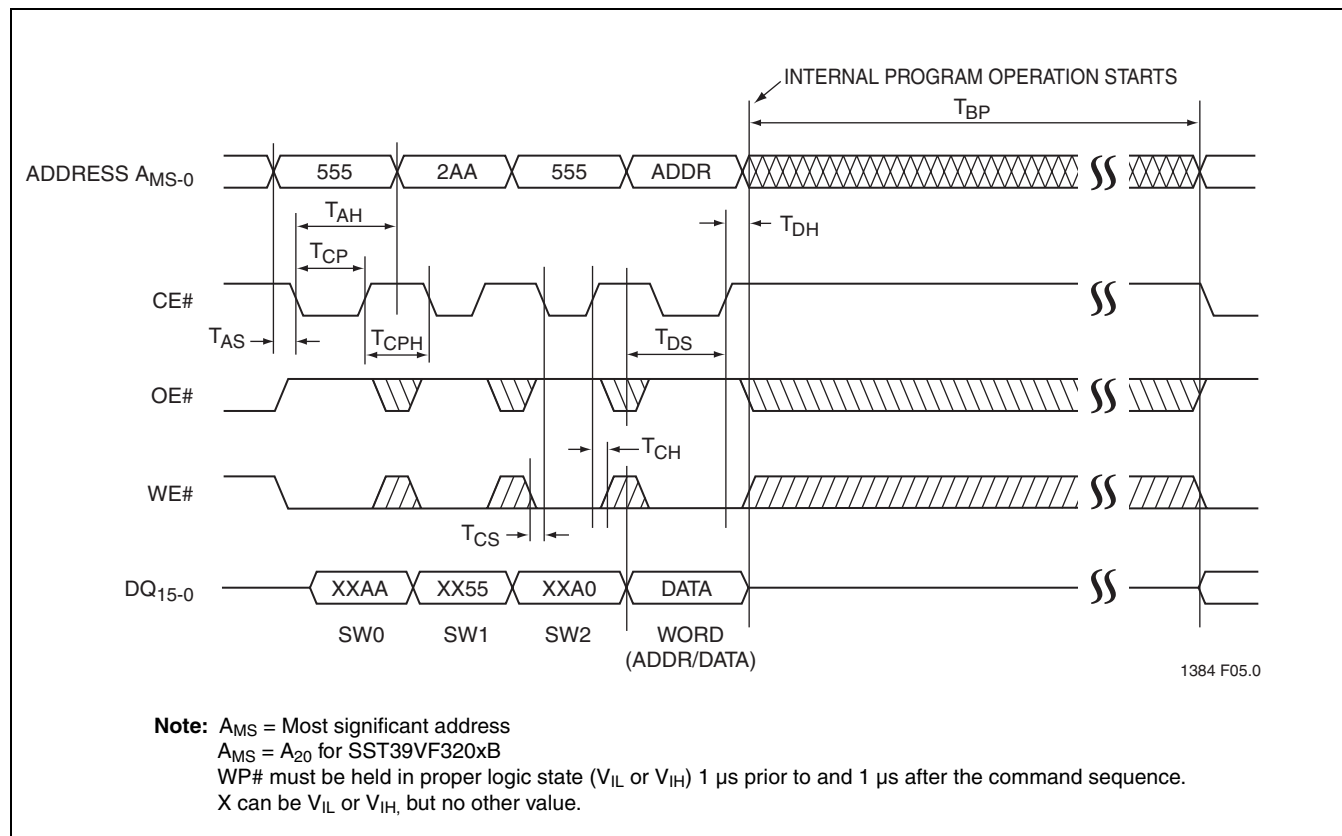 INTERNAL PROGRAM OPERATION STARTS
TBP
ADDRESS AMS-0
555
2AA
555
ADDR
TAH
TDH
TCP
CE#
TAS
TCPH
TDS
OE#
TCH
WE#
TCS
DQ15-0
XXAA
XX55
XXA0
DATA
SW0
SW1
SW2
WORD
(ADDR/DATA)
1384 F05.0
Note: AMS = Most significant address
AMS = A20 for SST39VF320xB
WP# must be held in proper logic state (VIL or VIH) 1 µs prior to and 1 µs after the command sequence.
X can be VIL or VIH, but no other value.